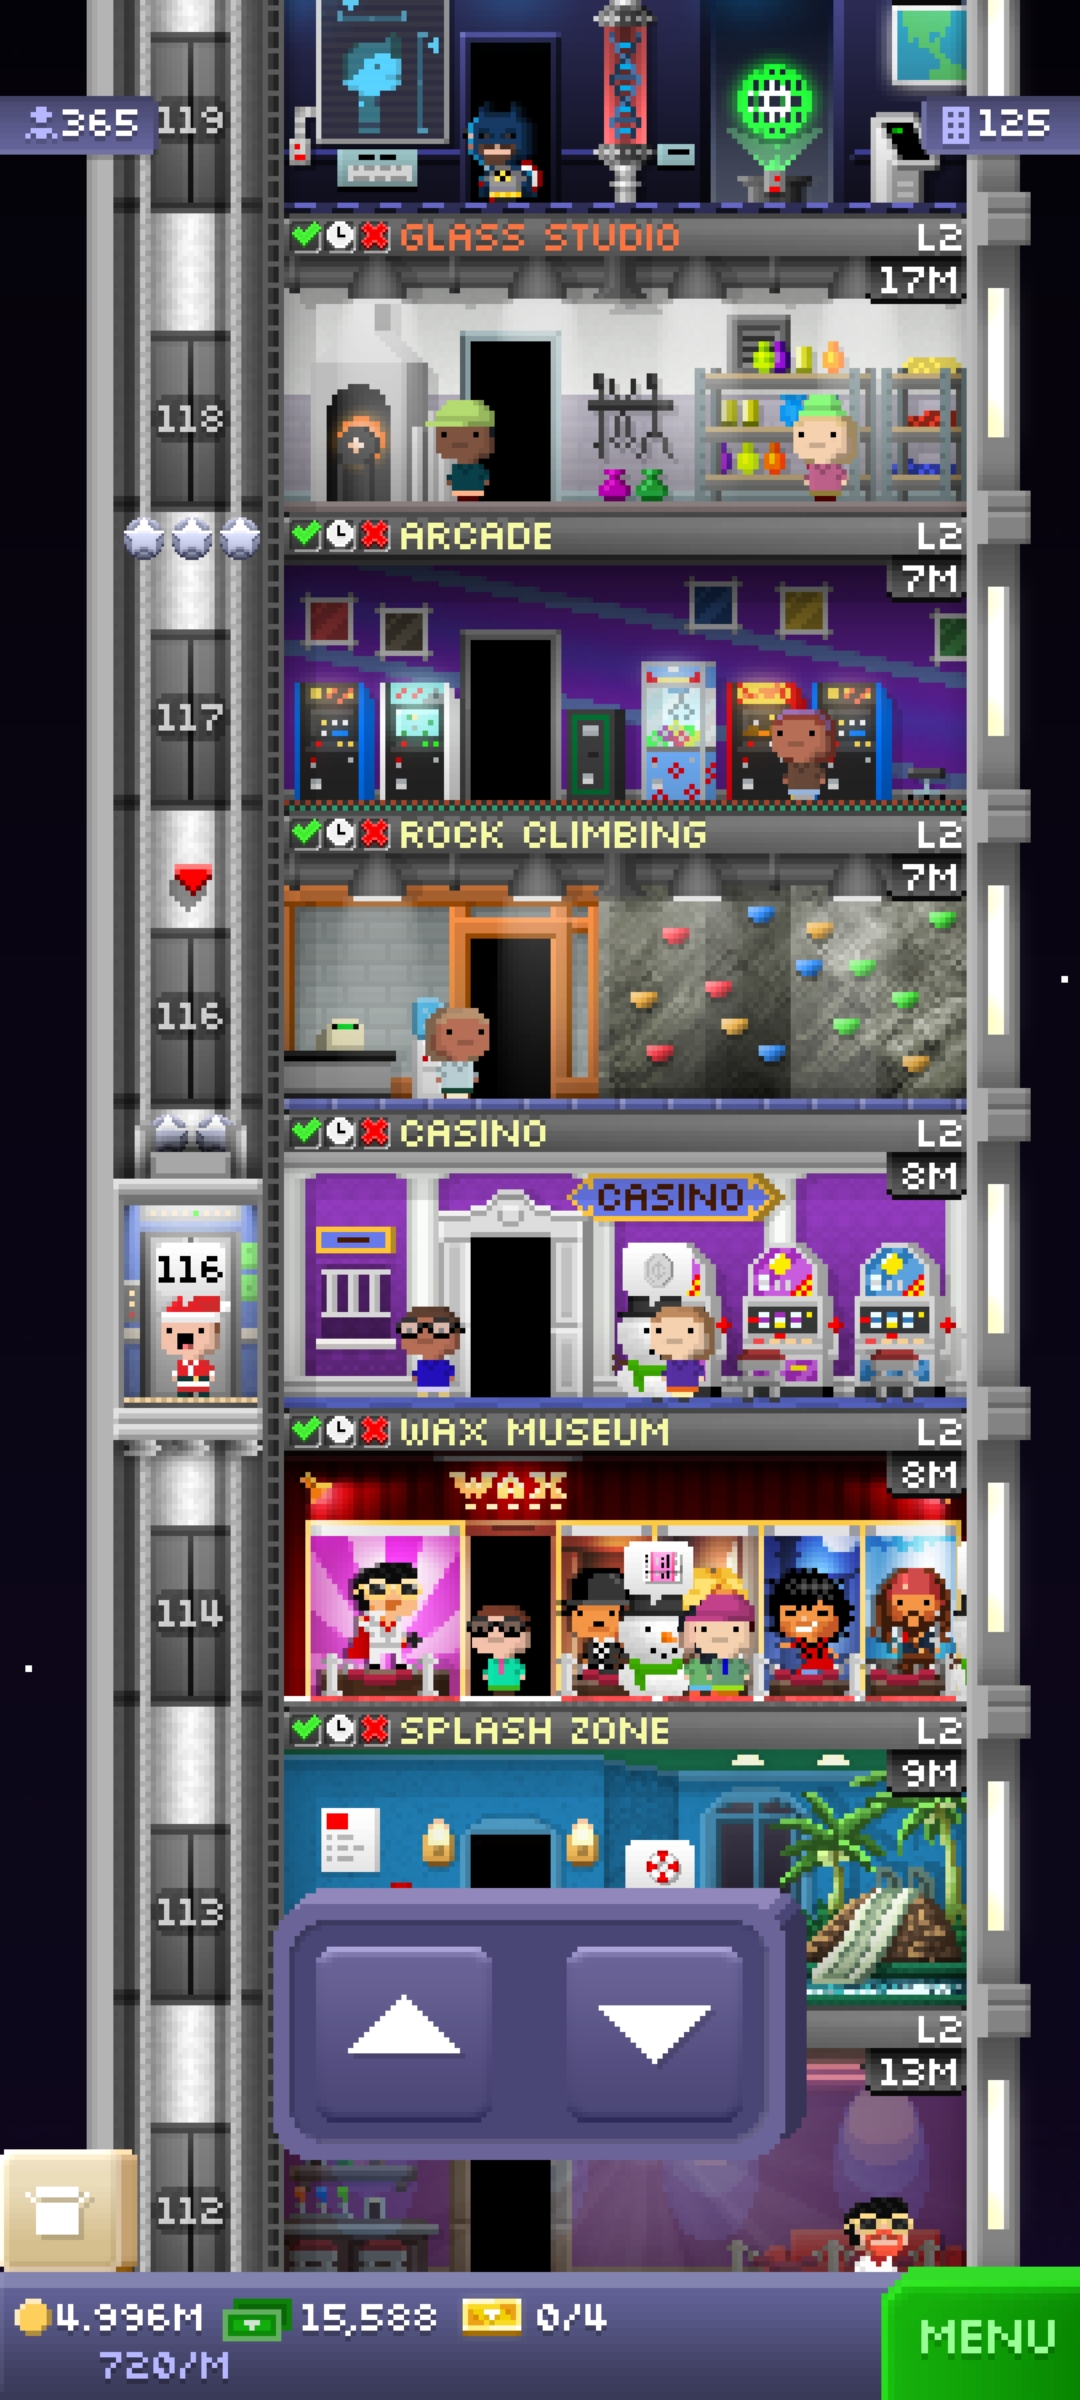 365
119
125
GLASS STUDIO
L2
17M
118
ARCADE
L2
7M
117
ROCK CLIMBING
L2
7M
116
CASINO
L2
8M
CASINO
116
WAX MUSEUM
L2
8M
WAX
114
SPLASH ZONE
L2
9M
113
L2
13M
112
4.996M
15,588
0/4
720/M
MENU